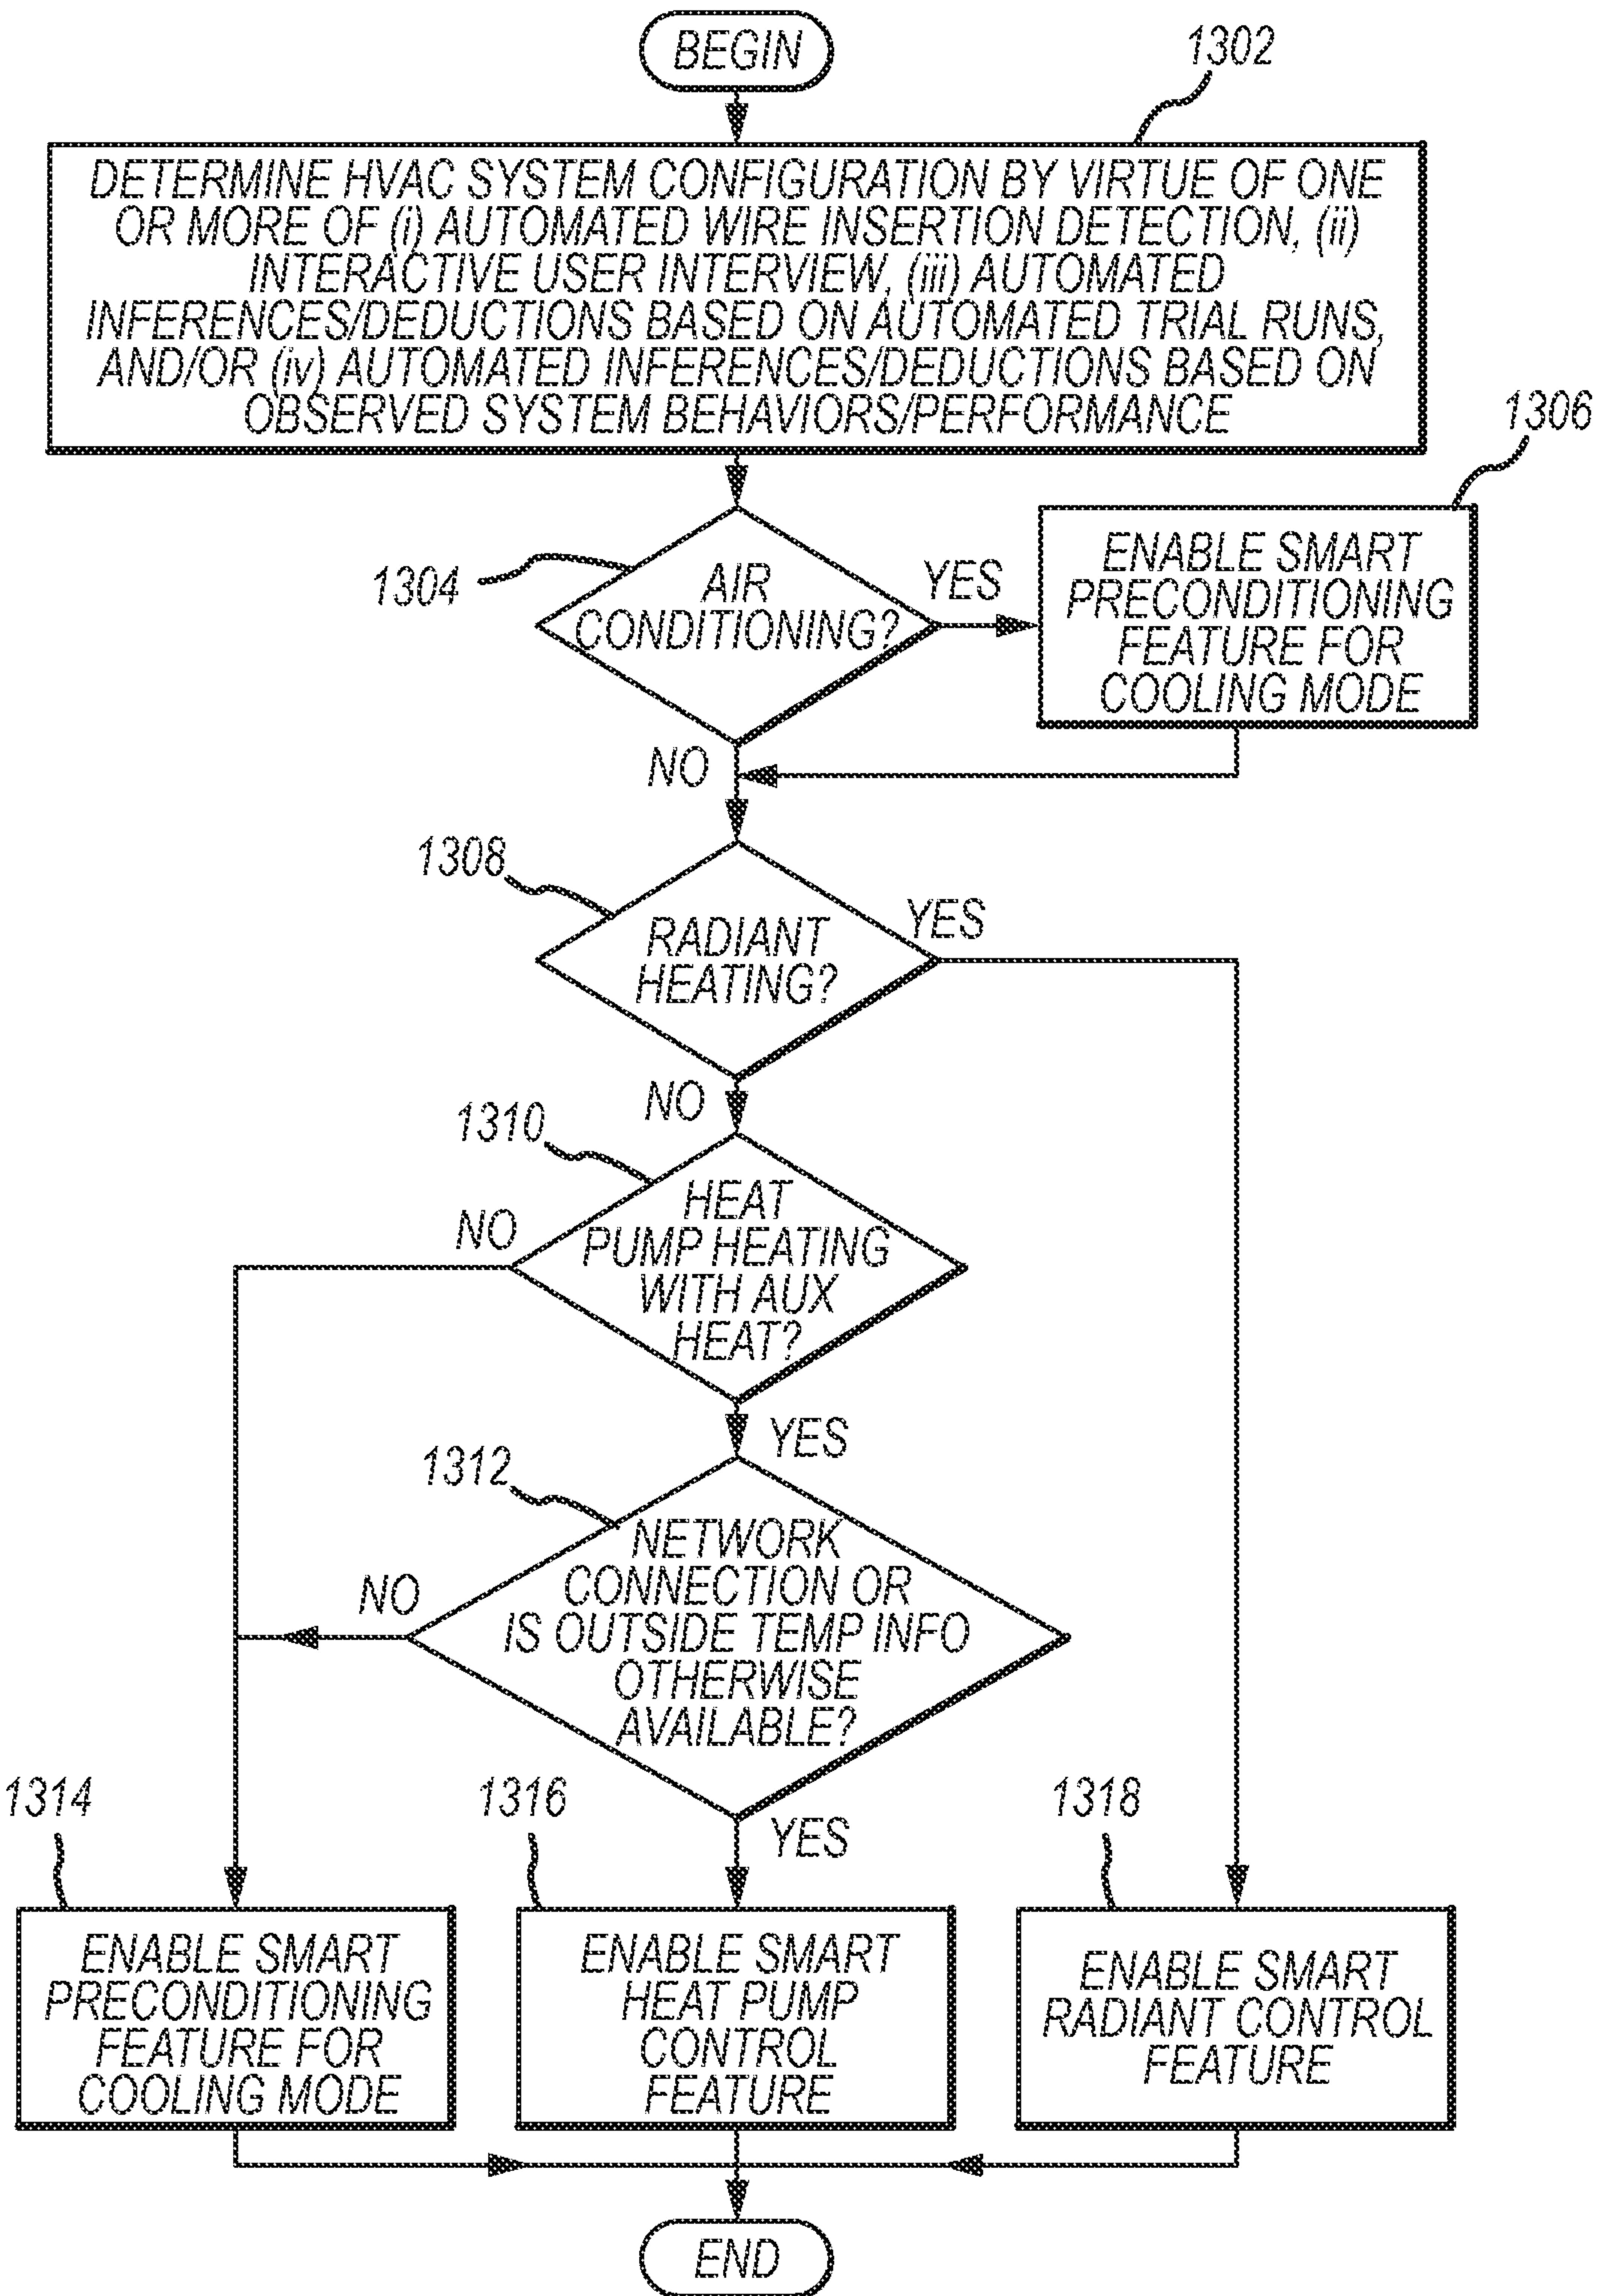 BEGIN
1302
DETERMINE HVAC SYSTEM CONFIGURATION BY VIRTUE OF ONE
OR MORE OF (i) AUTOMATED WIRE INSERTION DETECTION, (ii)
INTERACTIVE USER INTERVIEW, (iii) AUTOMATED
INFERENCES/DEDUCTIONS BASED ON AUTOMATED TRIAL RUNS,
AND/OR (iv) AUTOMATED INFERENCES/DEDUCTIONS BASED ON
OBSERVED SYSTEM BEHAVIORS/PERFORMANCE
1304
AIR
CONDITIONING?
YES
1306
ENABLE SMART
PRECONDITIONING
FEATURE FOR
COOLING MODE
NO
1308
RADIANT
HEATING?
YES
NO
1310
HEAT
PUMP HEATING
WITH AUX
HEAT?
NO
YES
1312
NETWORK
CONNECTION OR
IS OUTSIDE TEMP INFO
OTHERWISE
AVAILABLE?
NO
YES
1314
ENABLE SMART
PRECONDITIONING
FEATURE FOR
COOLING MODE
1316
ENABLE SMART
HEAT PUMP
CONTROL
FEATURE
1318
ENABLE SMART
RADIANT CONTROL
FEATURE
END